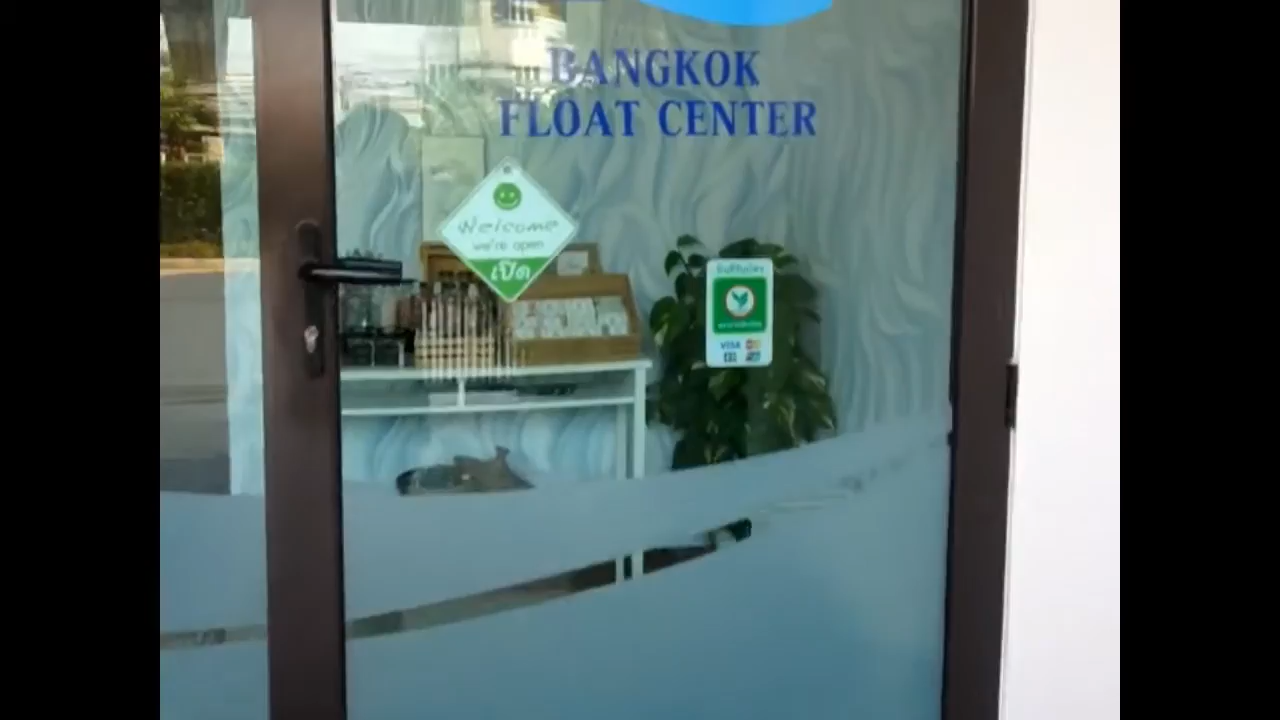 BANGKOK
FLOAT CENTER
Welcome
we're open
เปิด
VISA